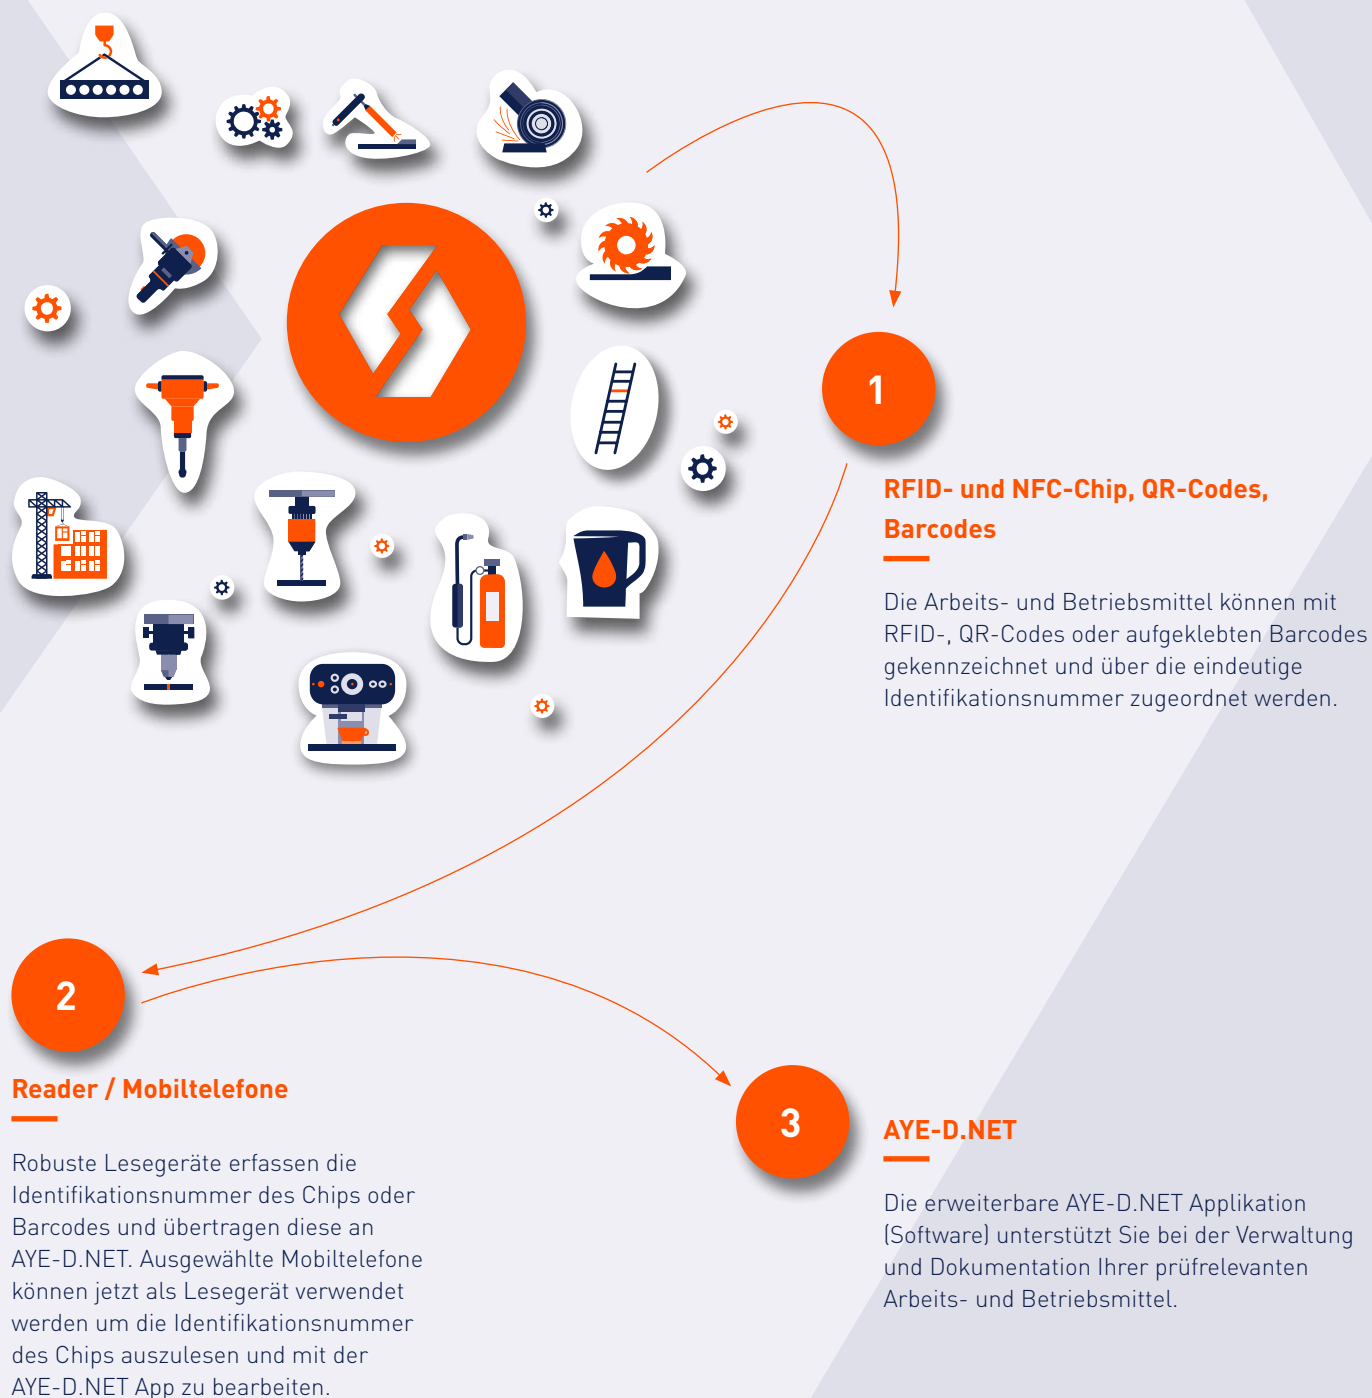 1
RFID- und NFC-Chip, QR-Codes,
Barcodes
Die Arbeits- und Betriebsmittel können mit
RFID-, QR-Codes oder aufgeklebten Barcodes
gekennzeichnet und über die eindeutige
Identifikationsnummer zugeordnet werden.
2
Reader / Mobiltelefone
Robuste Lesegeräte erfassen die
Identifikationsnummer des Chips oder
Barcodes und übertragen diese an
AYE-D.NET. Ausgewählte Mobiltelefone
können jetzt als Lesegerät verwendet
werden um die Identifikationsnummer
des Chips auszulesen und mit der
AYE-D.NET App zu bearbeiten.
3
AYE-D.NET
Die erweiterbare AYE-D.NET Applikation
(Software) unterstützt Sie bei der Verwaltung
und Dokumentation Ihrer prüfrelevanten
Arbeits- und Betriebsmittel.